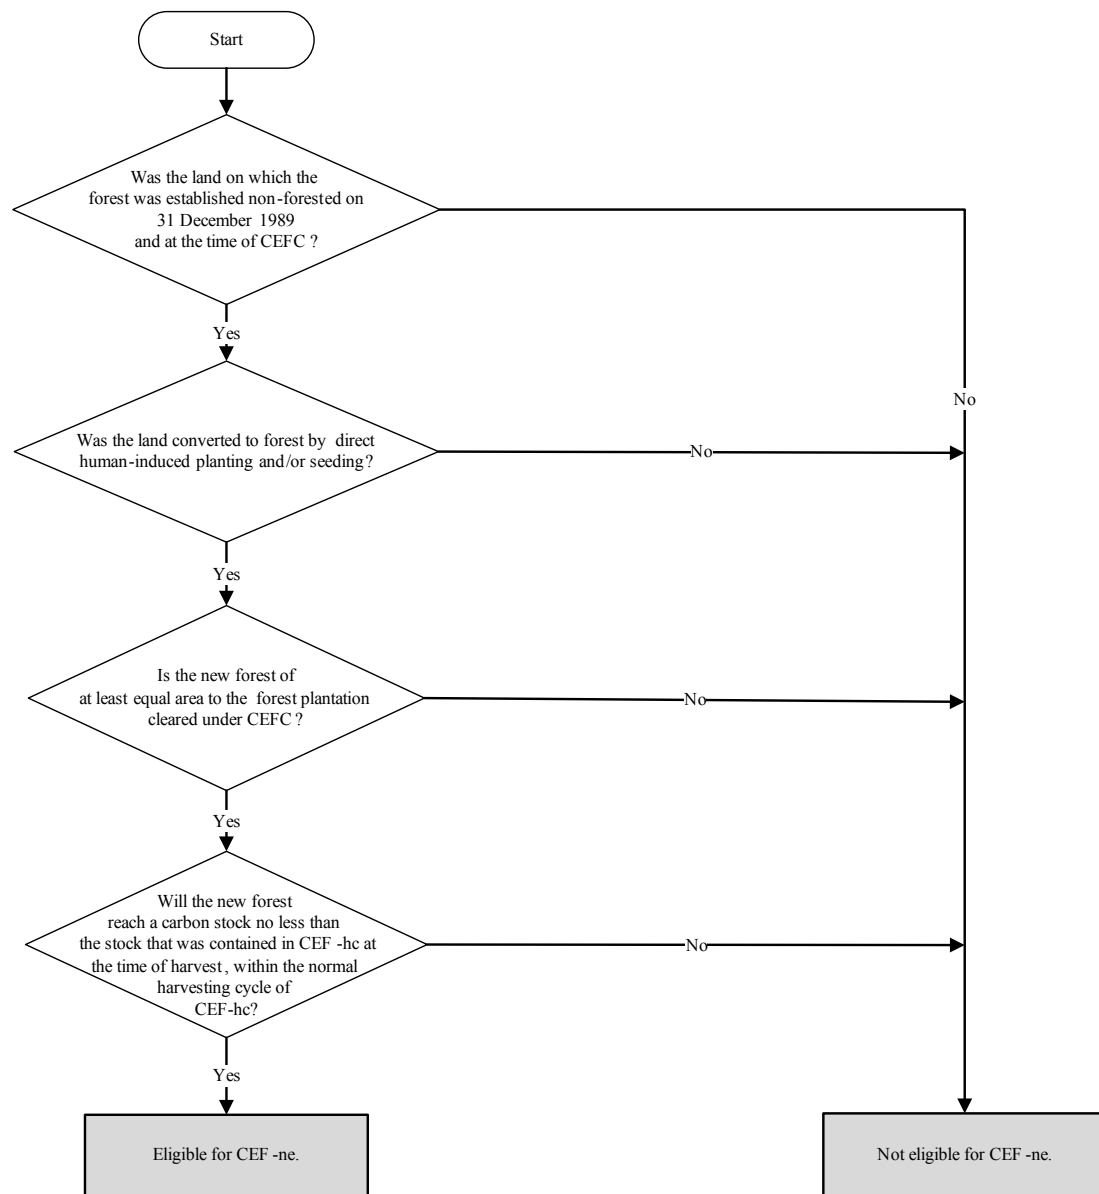 Start
Was the land on which the
forest was established non-forested on
31 December 1989
and at the time of CEFC ?
No
Yes
Was the land converted to forest by direct
human-induced planting and/or seeding?
No
Yes
Is the new forest of
at least equal area to the forest plantation
cleared under CEFC ?
No
Yes
Will the new forest
reach a carbon stock no less than
the stock that was contained in CEF -hc at
the time of harvest, within the normal
harvesting cycle of
CEF-hc?
No
Yes
Eligible for CEF -ne.
Not eligible for CEF -ne.